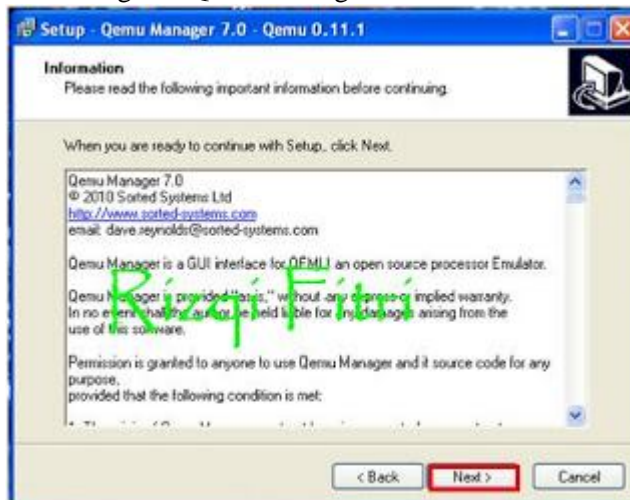 Setup - Qemu Manager 7.0 - Qemu 0.11.1
Information
Please read the following important information before continuing.
When you are ready to continue with Setup, click Next.
Qemu Manager 7.0
© 2010 Sorted Systems Ltd
http://www.sorted-systems.com
email: dave.reynolds@sorted-systems.com
Qemu Manager is a GUI interface for QEMU an open source processor Emulator.
Qemu Manager is provided "as is," without any express or implied warranty.
In no event shall the author be held liable for any damages arising from the
use of this software.
Rizqi Fitri
Permission is granted to anyone to use Qemu Manager and it source code for any
purpose.
provided that the following condition is met:
< Back Next > Cancel